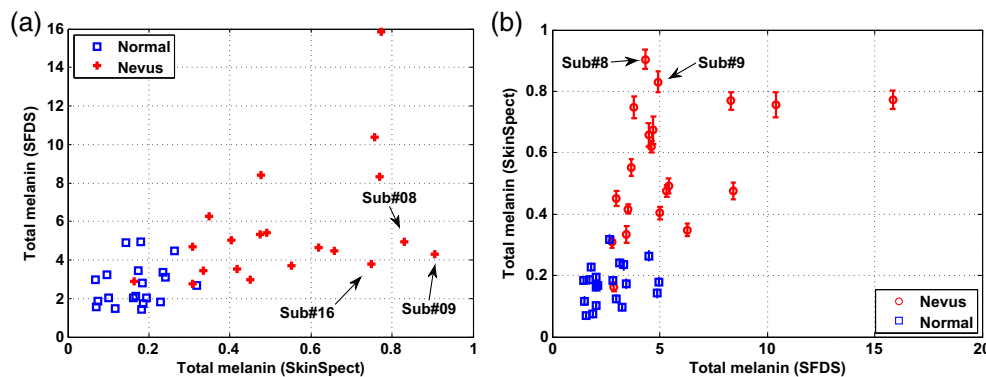 (a)
16
14
12
10
8
6
4
2
0
Total melanin (SFDS)
Normal
Nevus
Sub#08
Sub#16
Sub#09
0 0.2 0.4 0.6 0.8 1
Total melanin (SkinSpect)
(b)
1
0.8
0.6
0.4
0.2
0
Total melanin (SkinSpect)
Sub#8
Sub#9
Nevus
Normal
0 5 10 15 20
Total melanin (SFDS)